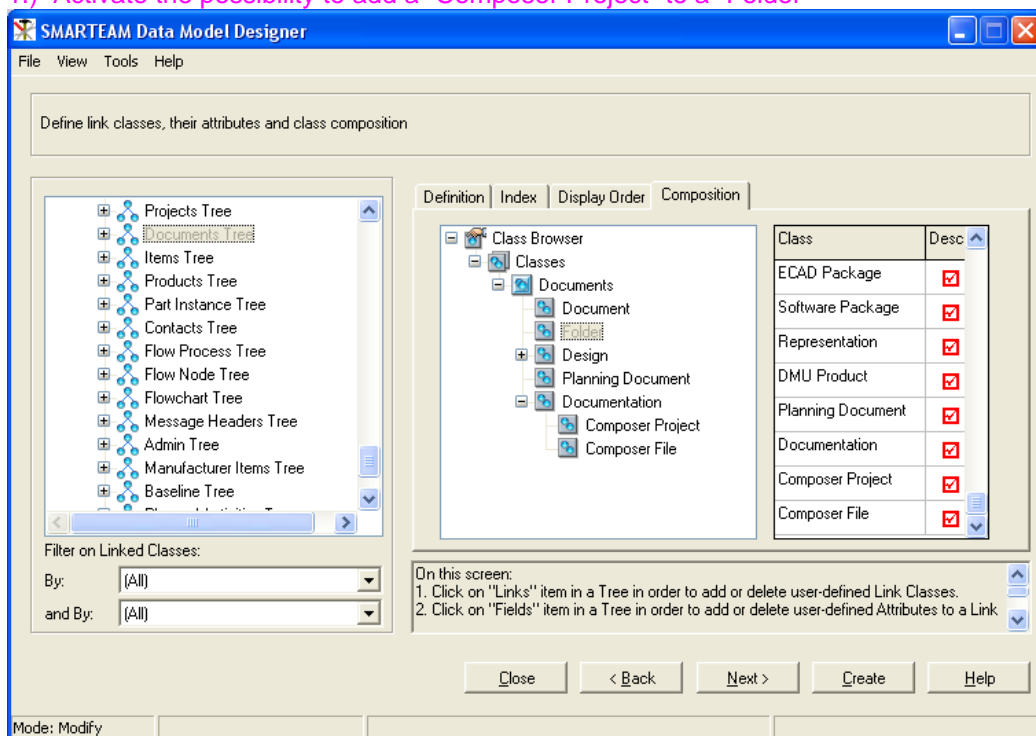 Activate the possibility to add a "Composer Project" to a "Folder"
SMARTEAM Data Model Designer
File View Tools Help
Define link classes, their attributes and class composition
Projects Tree
Documents Tree
Items Tree
Products Tree
Part Instance Tree
Contacts Tree
Flow Process Tree
Flow Node Tree
Flowchart Tree
Message Headers Tree
Admin Tree
Manufacturer Items Tree
Baseline Tree
Filter on Linked Classes:
By: (All)
and By: (All)
Definition Index Display Order Composition
Class Browser
Classes
Documents
Document
Folder
Design
Planning Document
Documentation
Composer Project
Composer File
Class Desc
ECAD Package
Software Package
Representation
DMU Product
Planning Document
Documentation
Composer Project
Composer File
On this screen:
1. Click on "Links" item in a Tree in order to add or delete user-defined Link Classes.
2. Click on "Fields" item in a Tree in order to add or delete user-defined Attributes to a Link
Close < Back Next > Create Help
Mode: Modify